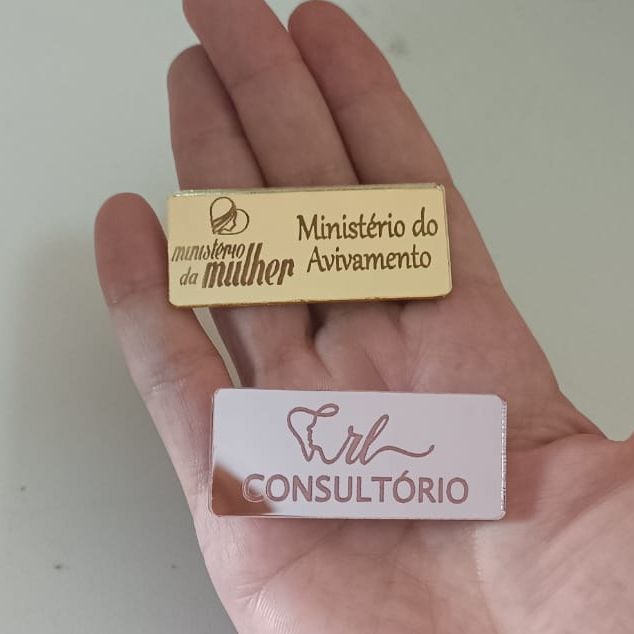 ministério
da mulher
Ministério do
Avivamento
rl
CONSULTÓRIO